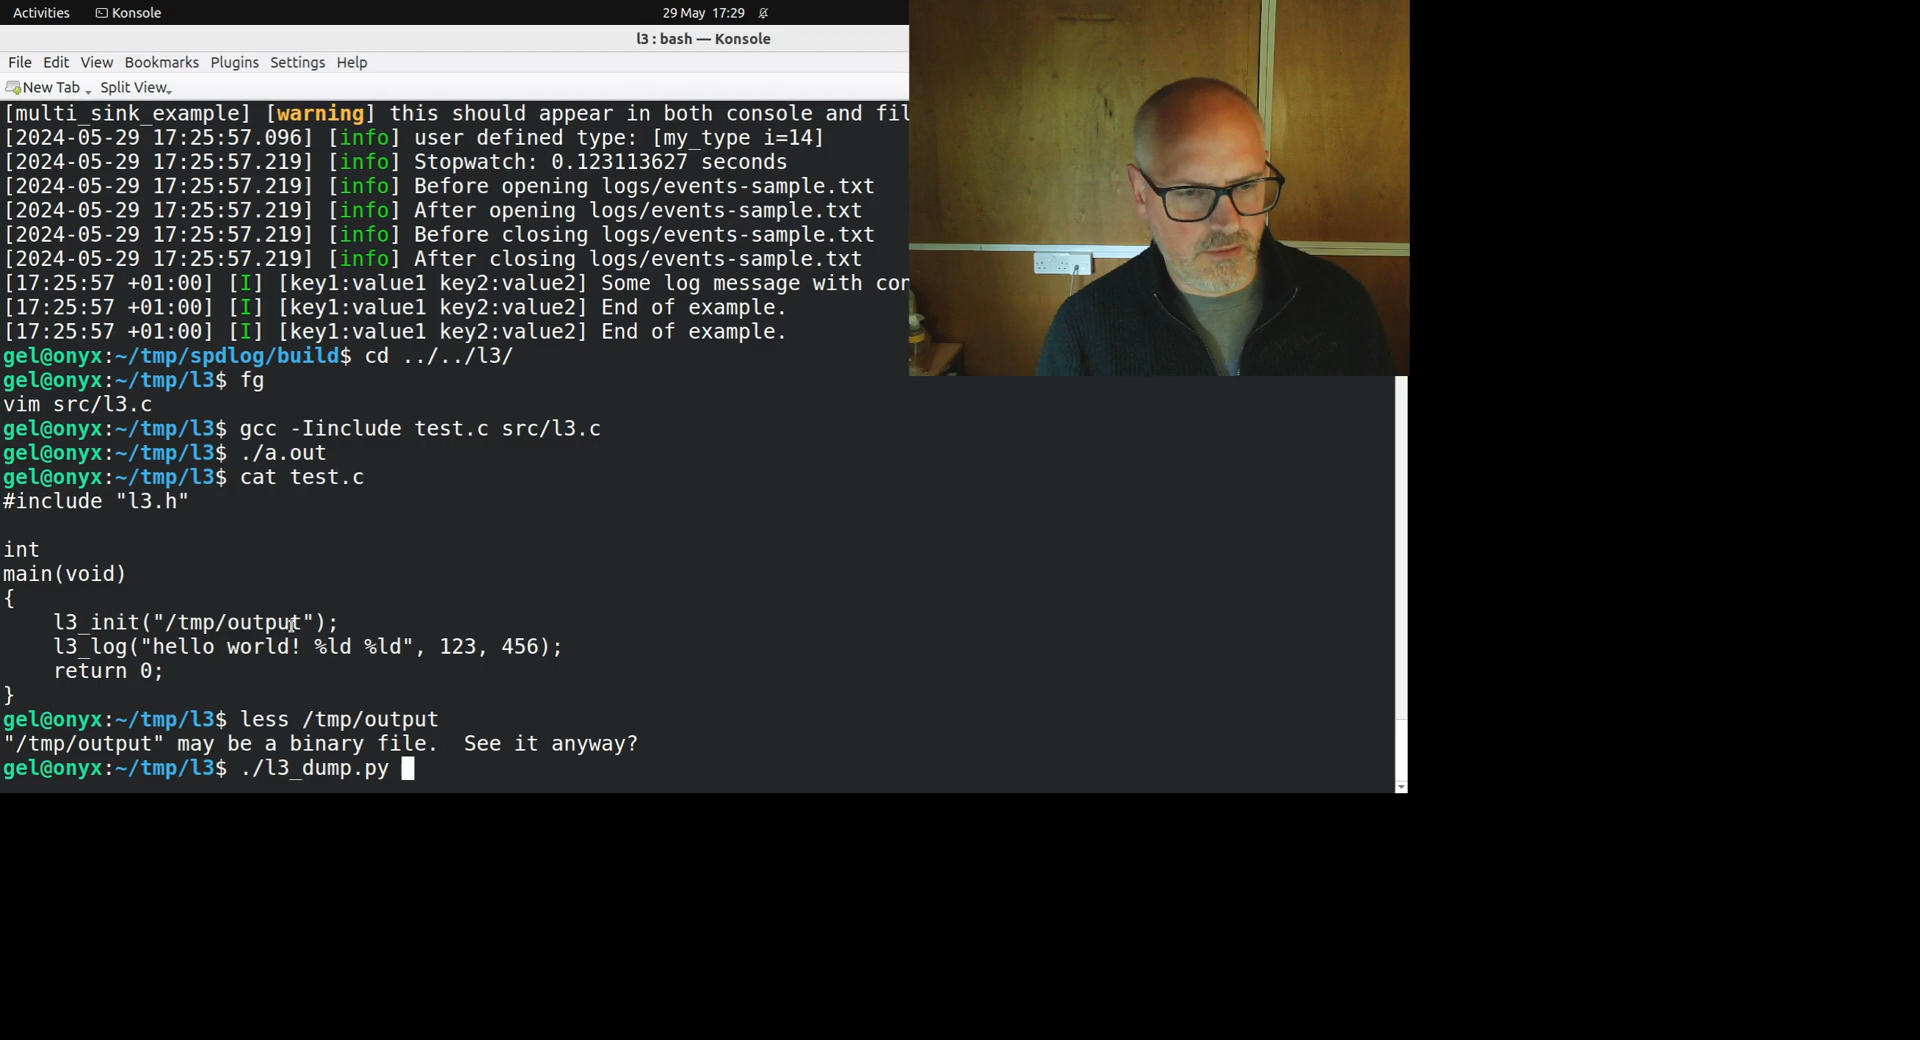 Activities Konsole 29 May 17:29
l3 : bash — Konsole
File Edit View Bookmarks Plugins Settings Help
New Tab Split View
[multi_sink_example] [warning] this should appear in both console and fil
[2024-05-29 17:25:57.096] [info] user defined type: [my_type i=14]
[2024-05-29 17:25:57.219] [info] Stopwatch: 0.123113627 seconds
[2024-05-29 17:25:57.219] [info] Before opening logs/events-sample.txt
[2024-05-29 17:25:57.219] [info] After opening logs/events-sample.txt
[2024-05-29 17:25:57.219] [info] Before closing logs/events-sample.txt
[2024-05-29 17:25:57.219] [info] After closing logs/events-sample.txt
[17:25:57 +01:00] [I] [key1:value1 key2:value2] Some log message with con
[17:25:57 +01:00] [I] [key1:value1 key2:value2] End of example.
[17:25:57 +01:00] [I] [key1:value1 key2:value2] End of example.
gel@onyx:~/tmp/spdlog/build$ cd ../../l3/
gel@onyx:~/tmp/l3$ fg
vim src/l3.c
gel@onyx:~/tmp/l3$ gcc -Iinclude test.c src/l3.c
gel@onyx:~/tmp/l3$ ./a.out
gel@onyx:~/tmp/l3$ cat test.c
#include "l3.h"
int
main(void)
{
l3_init("/tmp/output");
l3_log("hello world! %ld %ld", 123, 456);
return 0;
}
gel@onyx:~/tmp/l3$ less /tmp/output
"/tmp/output" may be a binary file.  See it anyway?
gel@onyx:~/tmp/l3$ ./l3_dump.py